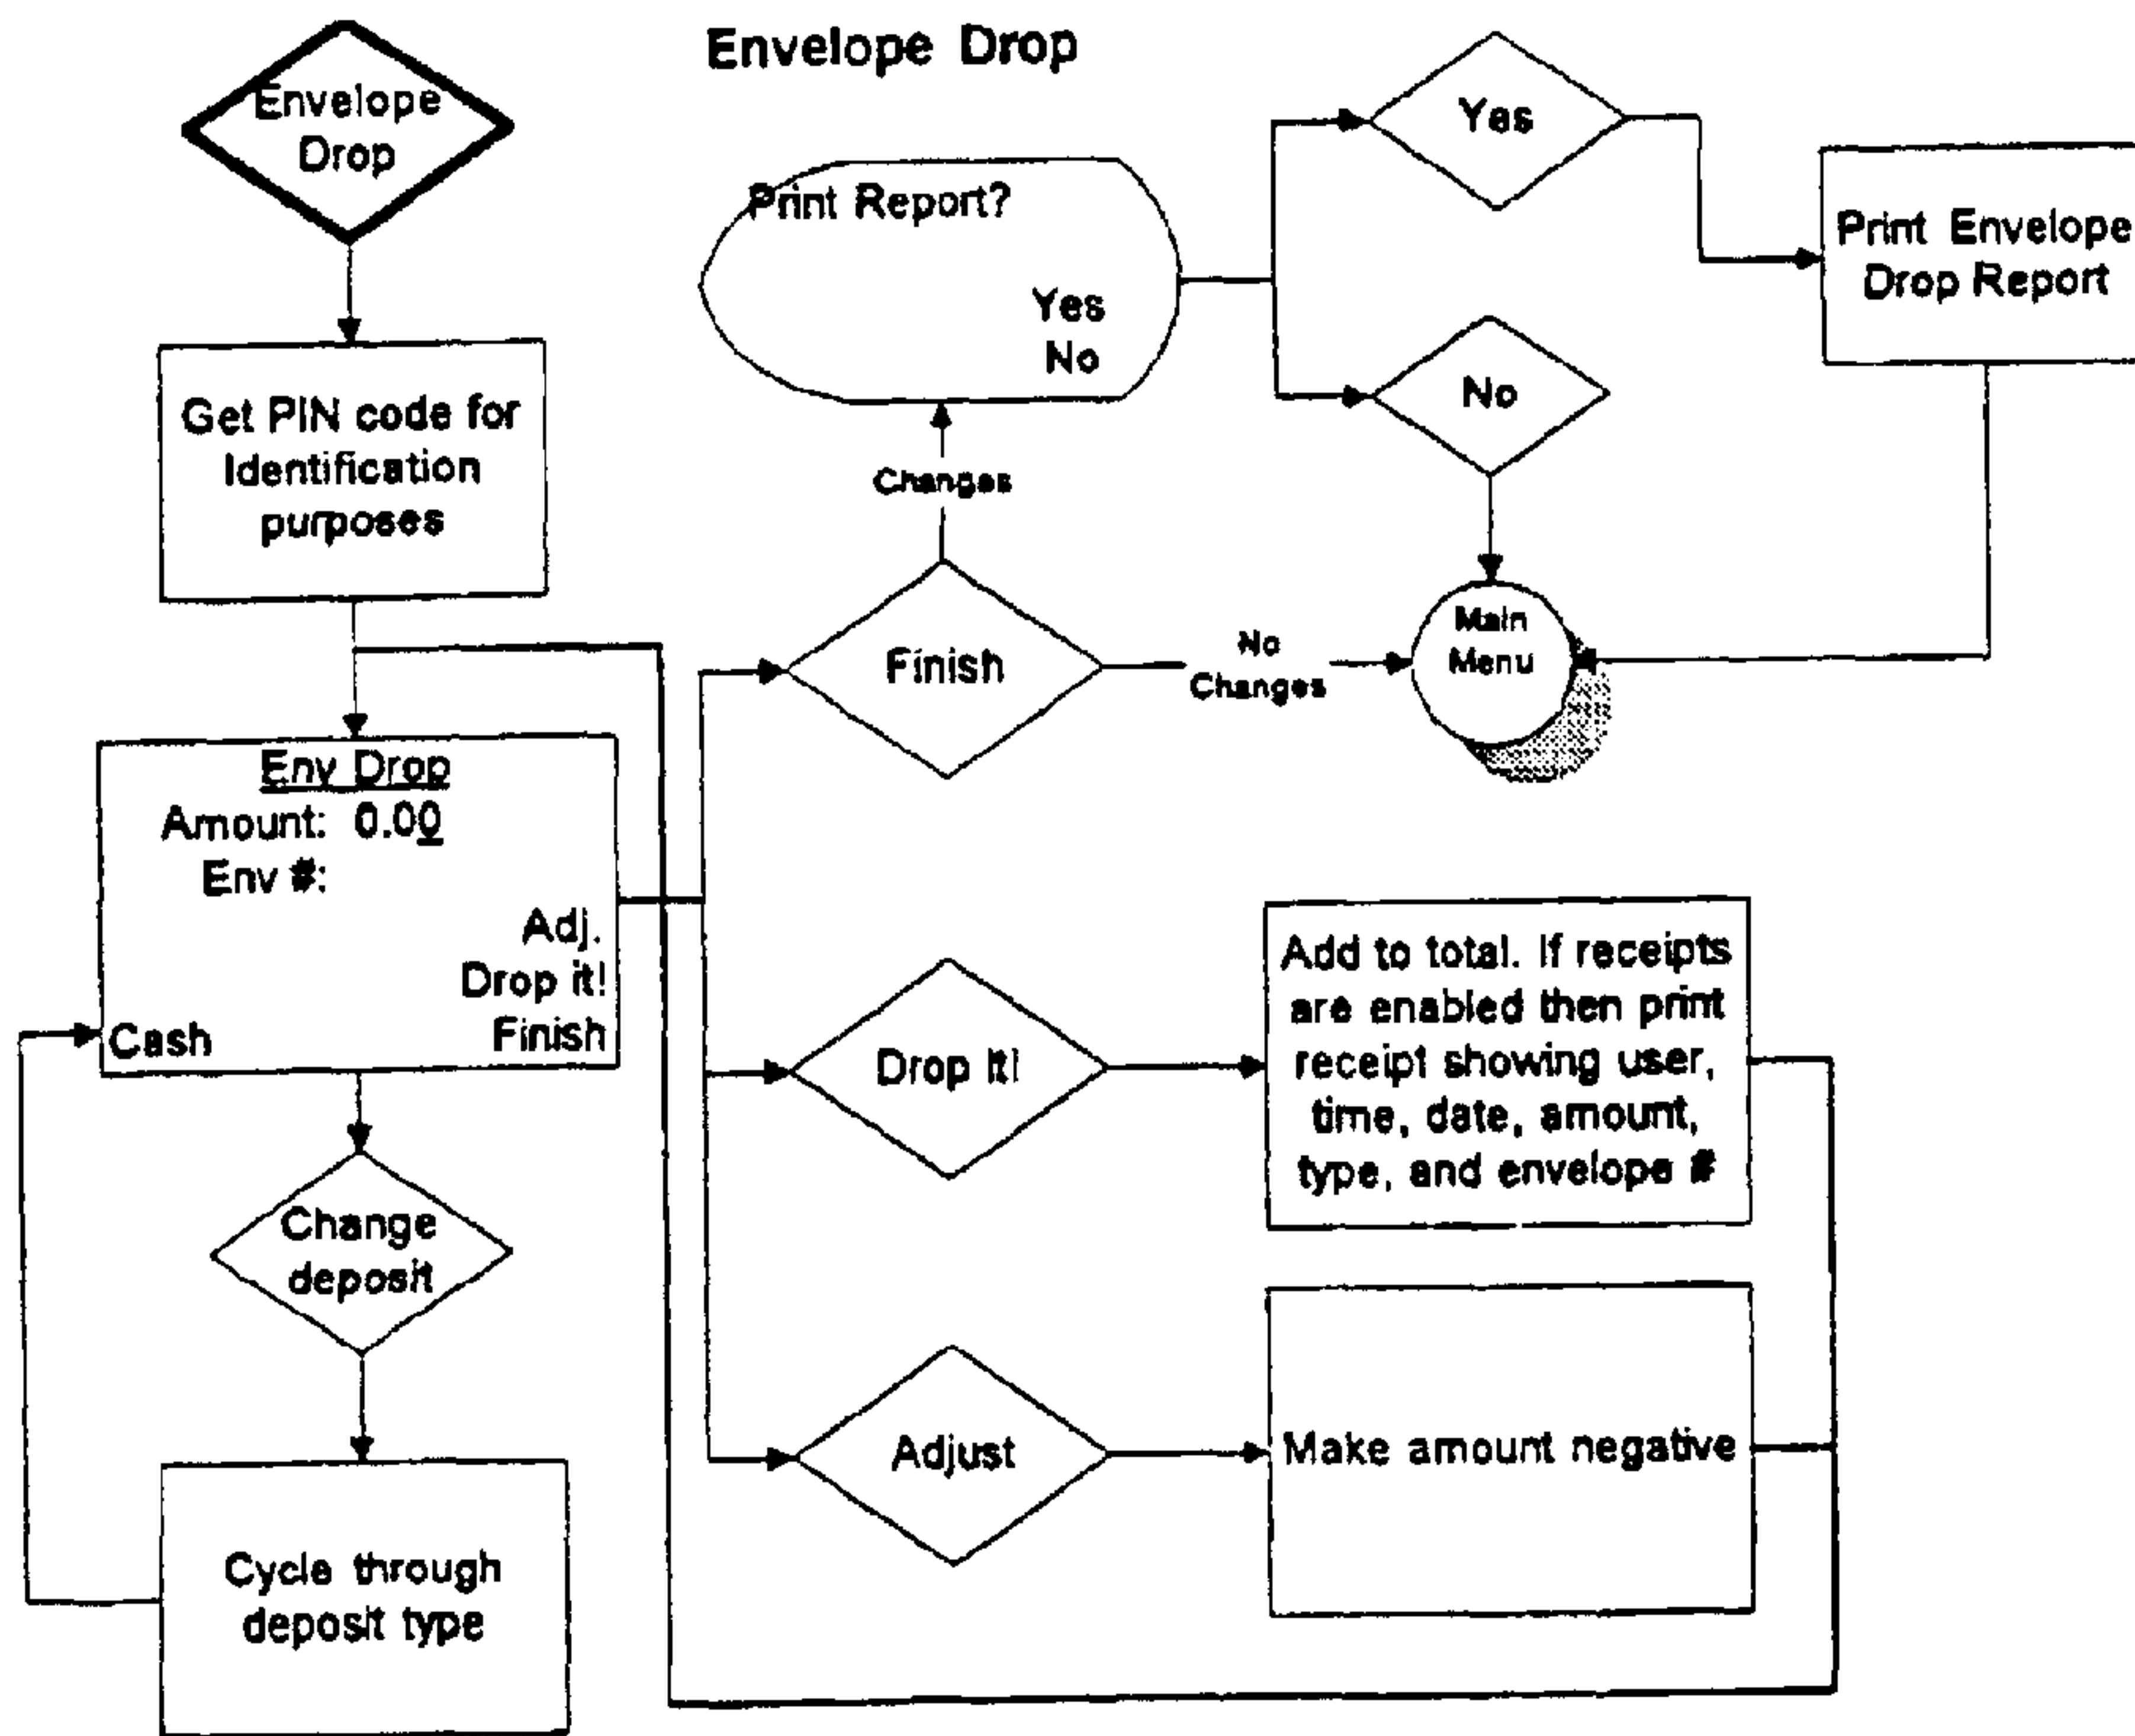 Envelope Drop
Envelope
Drop
Get PIN code for
Identification
purposes
Env Drop
Amount: 0.00
Env #:
Adj.
Drop it!
Finish
Cash
Change
deposit
Cycle through
deposit type
Print Report?
Yes
No
Changes
Finish
No
Changes
Yes
No
Main
Menu
Print Envelope
Drop Report
Drop it!
Add to total. If receipts
are enabled then print
receipt showing user,
time, date, amount,
type, and envelope #
Adjust
Make amount negative